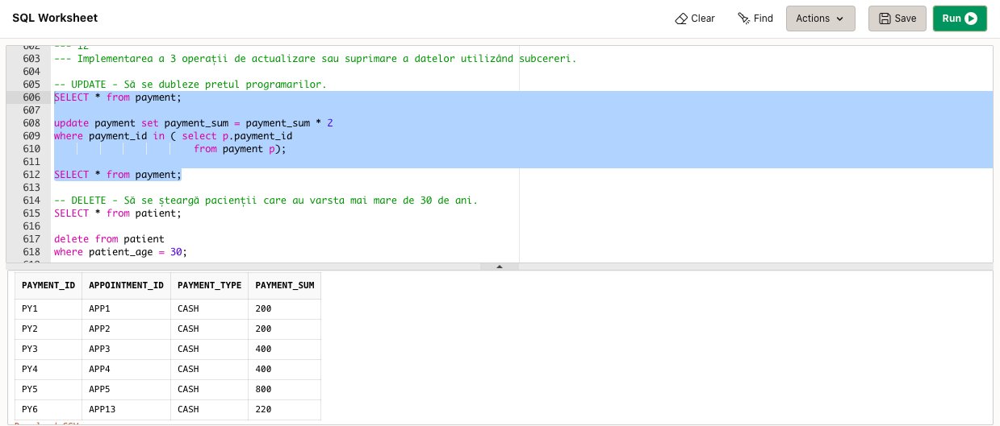 SQL Worksheet
Clear
Find
Actions
Save
Run
602 --- 12
603 --- Implementarea a 3 operații de actualizare sau suprimare a datelor utilizând subcereri.
604
605 -- UPDATE - Să se dubleze pretul programarilor.
606 SELECT * from payment;
607
608 update payment set payment_sum = payment_sum * 2
609 where payment_id in ( select p.payment_id
610 from payment p);
611
612 SELECT * from payment;
613
614 -- DELETE - Să se șteargă pacienții care au varsta mai mare de 30 de ani.
615 SELECT * from patient;
616
617 delete from patient
618 where patient_age = 30;
PAYMENT_ID APPOINTMENT_ID PAYMENT_TYPE PAYMENT_SUM
PY1 APP1 CASH 200
PY2 APP2 CASH 200
PY3 APP3 CASH 400
PY4 APP4 CASH 400
PY5 APP5 CASH 800
PY6 APP13 CASH 220